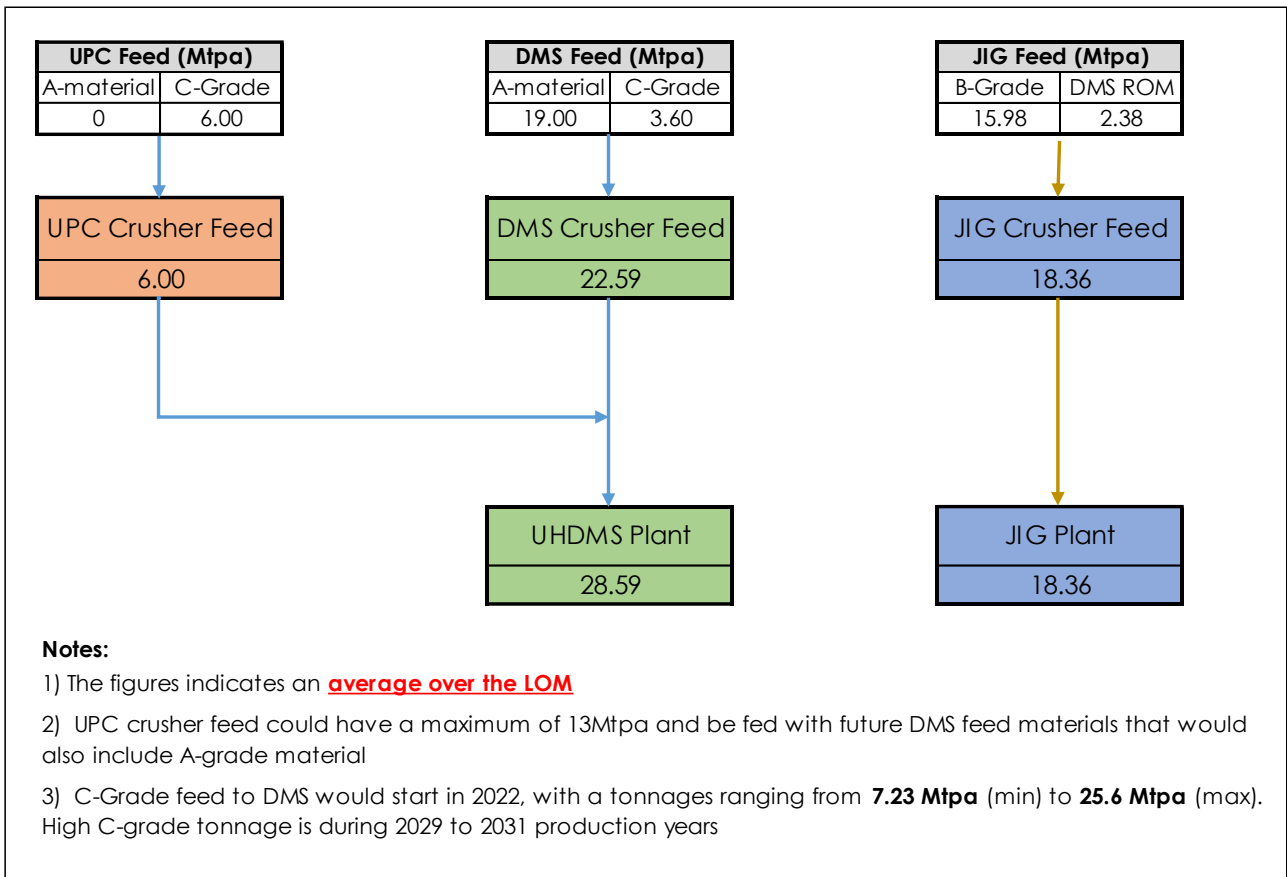 UPC Feed (Mtpa)
A-material C-Grade
0 6.00
DMS Feed (Mtpa)
A-material C-Grade
19.00 3.60
JIG Feed (Mtpa)
B-Grade DMS ROM
15.98 2.38
UPC Crusher Feed
6.00
DMS Crusher Feed
22.59
JIG Crusher Feed
18.36
UHDMS Plant
28.59
JIG Plant
18.36
Notes:
1) The figures indicates an average over the LOM
2) UPC crusher feed could have a maximum of 13Mtpa and be fed with future DMS feed materials that would
also include A-grade material
3) C-Grade feed to DMS would start in 2022, with a tonnages ranging from 7.23 Mtpa (min) to 25.6 Mtpa (max).
High C-grade tonnage is during 2029 to 2031 production years